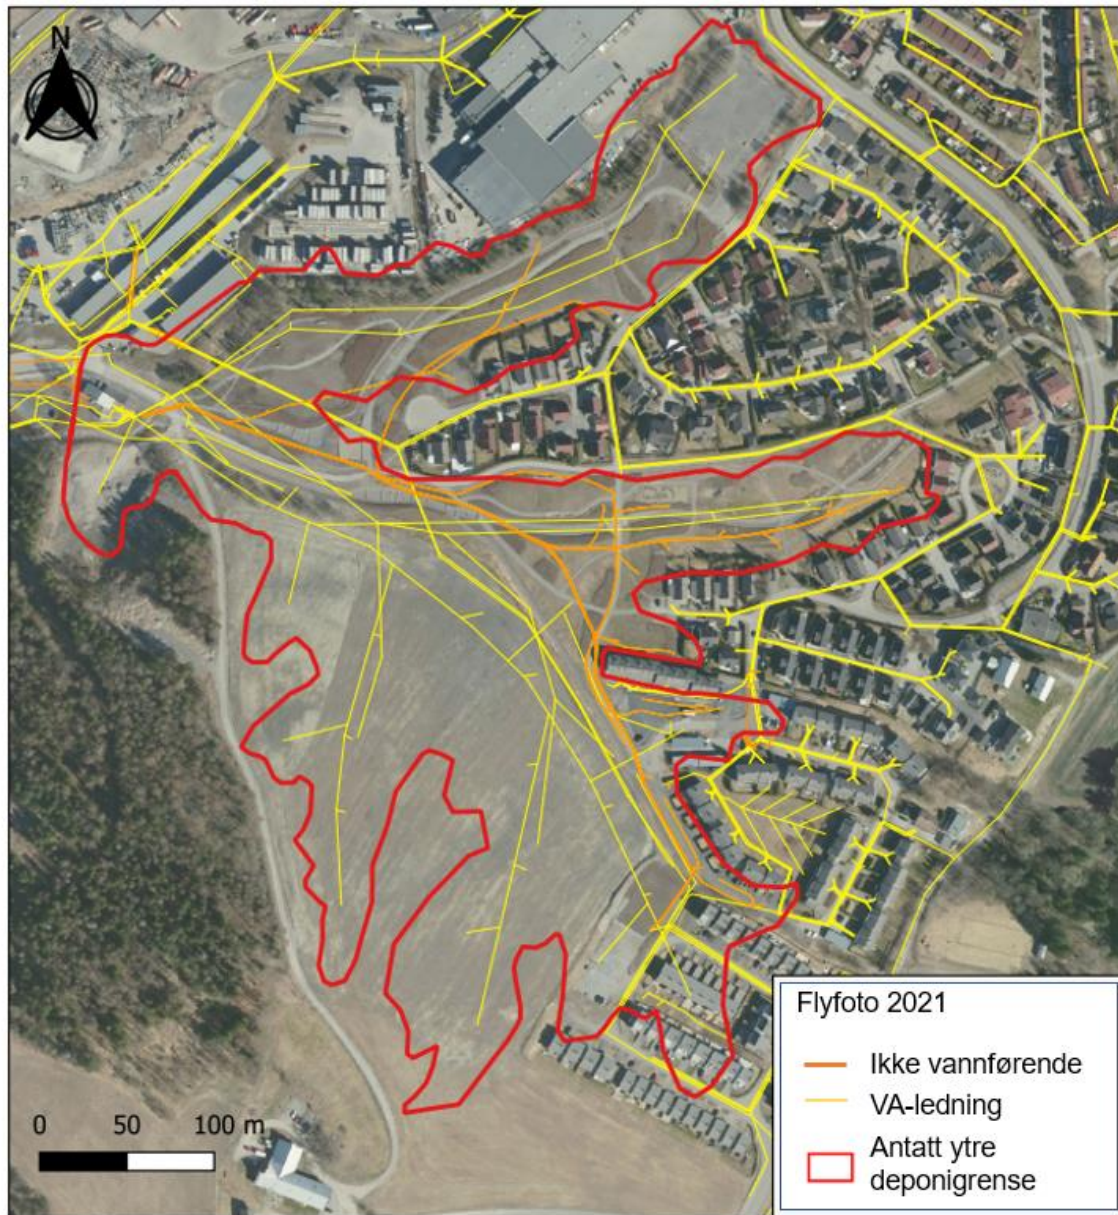 N
0 50 100 m
Flyfoto 2021
Ikke vannførende
VA-ledning
Antatt ytre
deponigrense